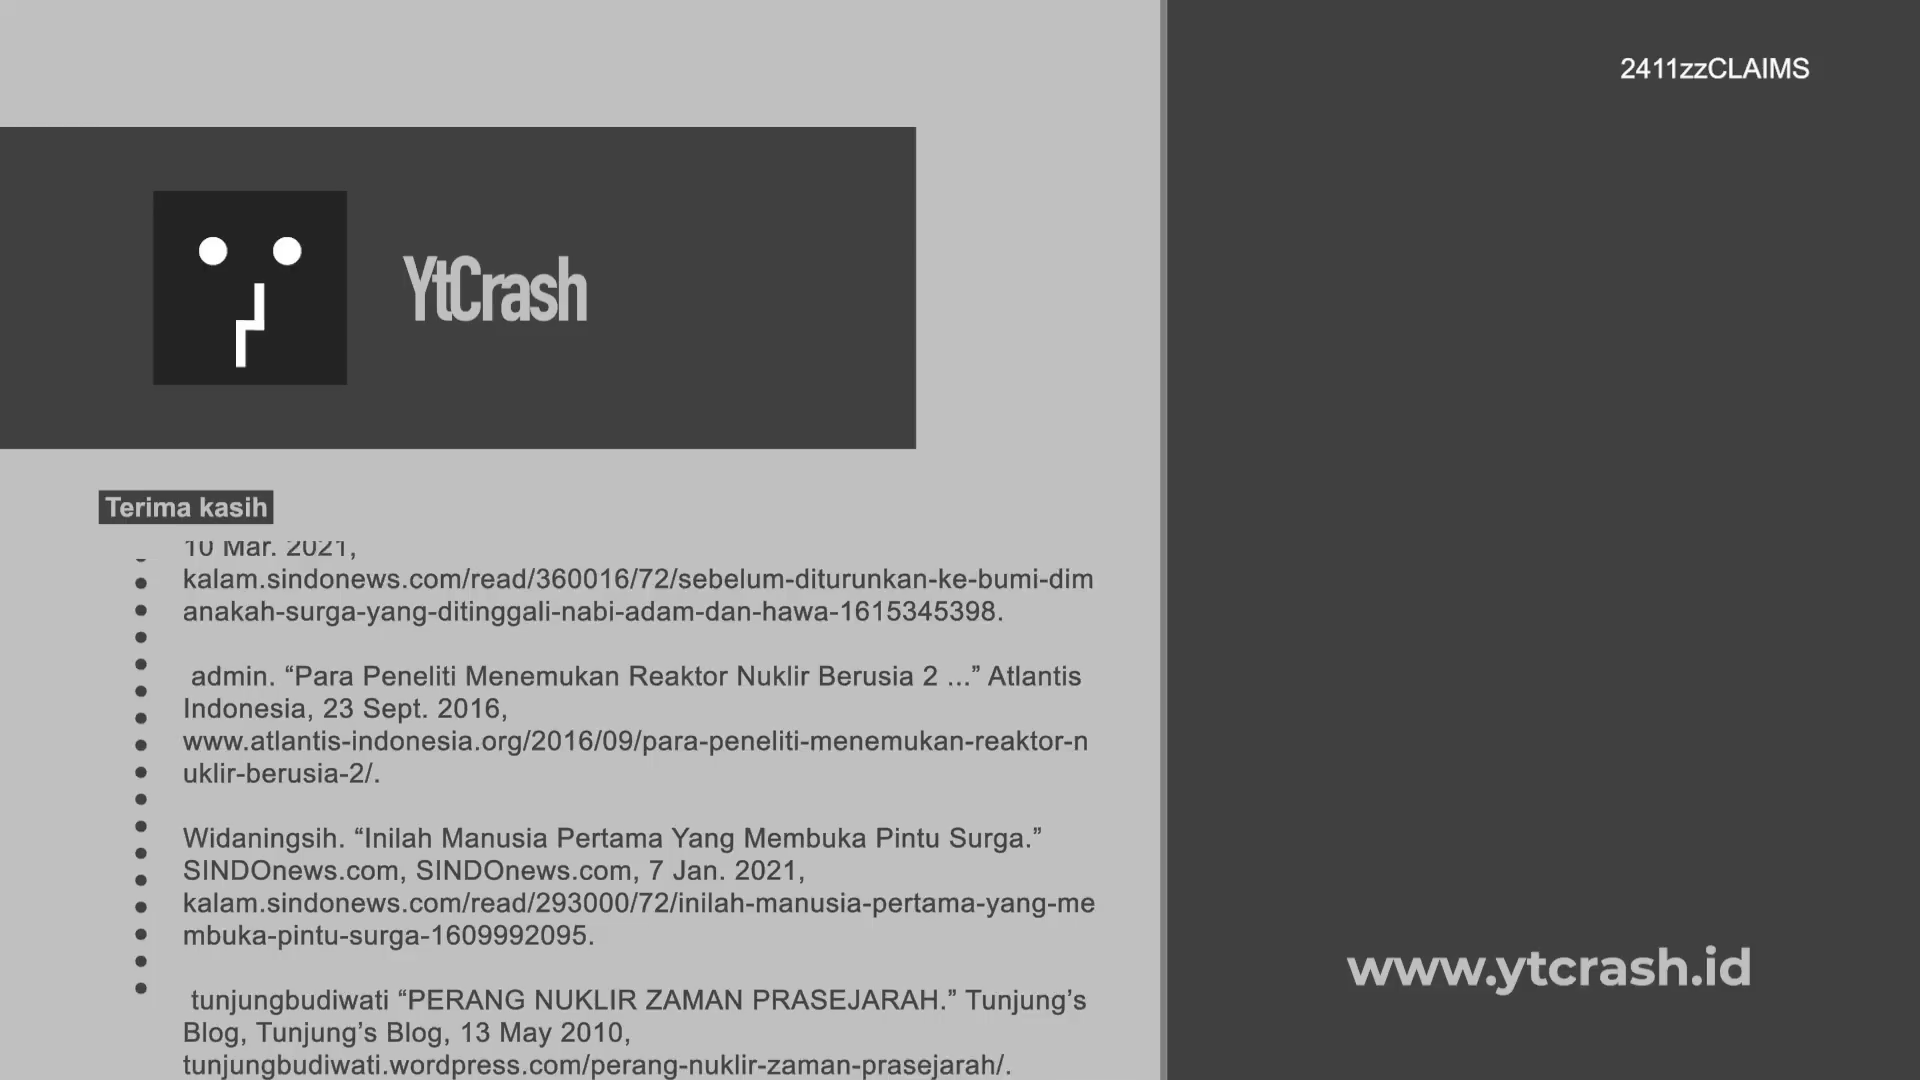 2411zzCLAIMS
YtCrash
Terima kasih
10 Mar. 2021,
kalam.sindonews.com/read/360016/72/sebelum-diturunkan-ke-bumi-dim
anakah-surga-yang-ditinggali-nabi-adam-dan-hawa-1615345398.
admin. “Para Peneliti Menemukan Reaktor Nuklir Berusia 2 ...” Atlantis
Indonesia, 23 Sept. 2016,
www.atlantis-indonesia.org/2016/09/para-peneliti-menemukan-reaktor-n
uklir-berusia-2/.
Widaningsih. “Inilah Manusia Pertama Yang Membuka Pintu Surga.”
SINDOnews.com, SINDOnews.com, 7 Jan. 2021,
kalam.sindonews.com/read/293000/72/inilah-manusia-pertama-yang-me
mbuka-pintu-surga-1609992095.
tunjungbudiwati “PERANG NUKLIR ZAMAN PRASEJARAH.” Tunjung’s
Blog, Tunjung’s Blog, 13 May 2010,
tunjungbudiwati.wordpress.com/perang-nuklir-zaman-prasejarah/.
www.ytcrash.id